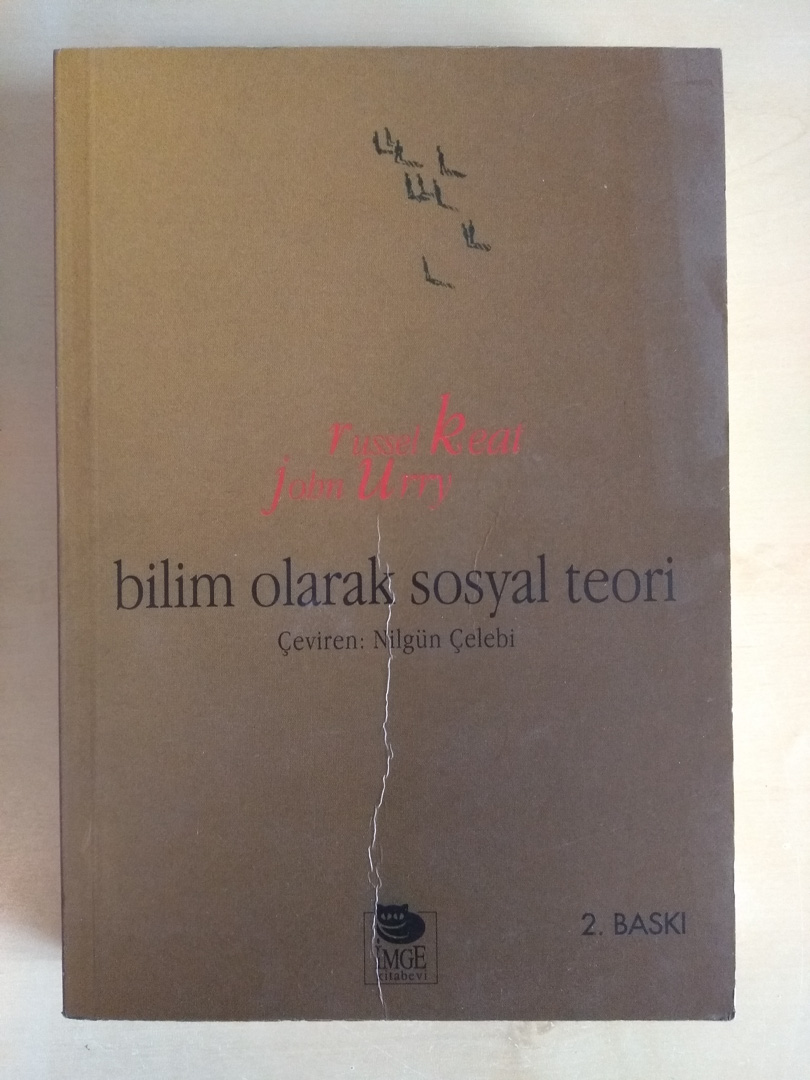 russel keat
john urry
bilim olarak sosyal teori
Çeviren: Nilgün Çelebi
2. BASKI
İMGE
kitabevi